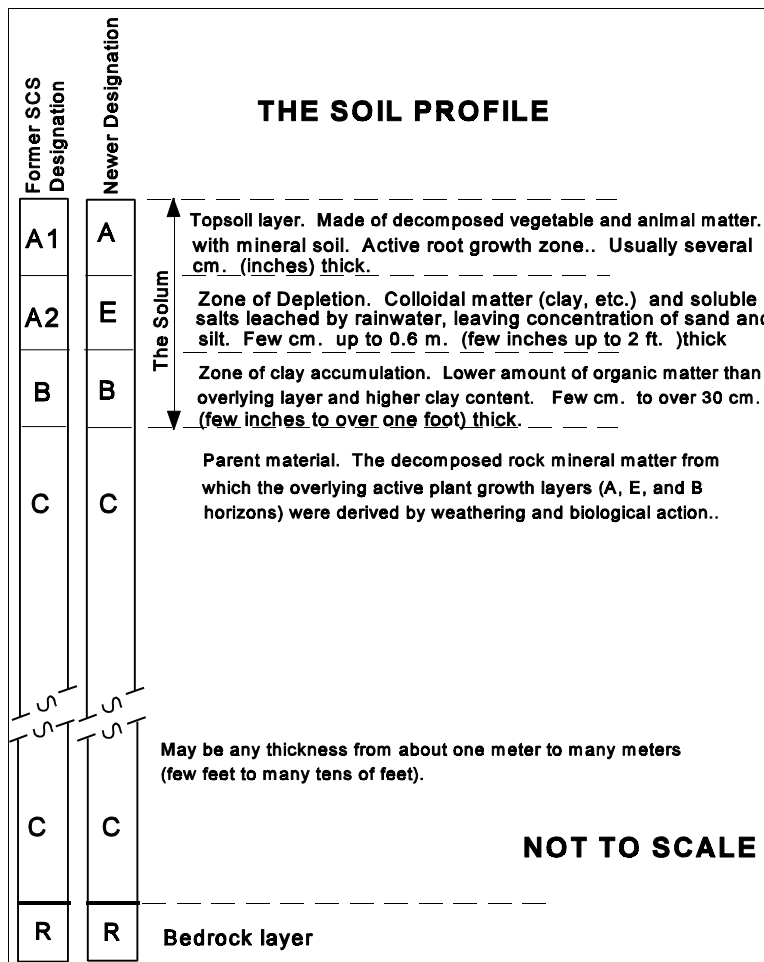 Former SCS
Designation
Newer Designation
THE SOIL PROFILE
A1
A
The Solum
Topsoil layer. Made of decomposed vegetable and animal matter.
with mineral soil. Active root growth zone.. Usually several
cm. (inches) thick.
A2
E
Zone of Depletion. Colloidal matter (clay, etc.) and soluble
salts leached by rainwater, leaving concentration of sand and
silt. Few cm. up to 0.6 m. (few inches up to 2 ft. )thick
B
B
Zone of clay accumulation. Lower amount of organic matter than
overlying layer and higher clay content. Few cm. to over 30 cm.
(few inches to over one foot) thick.
C
C
Parent material. The decomposed rock mineral matter from
which the overlying active plant growth layers (A, E, and B
horizons) were derived by weathering and biological action..
May be any thickness from about one meter to many meters
(few feet to many tens of feet).
C
C
NOT TO SCALE
R
R
Bedrock layer